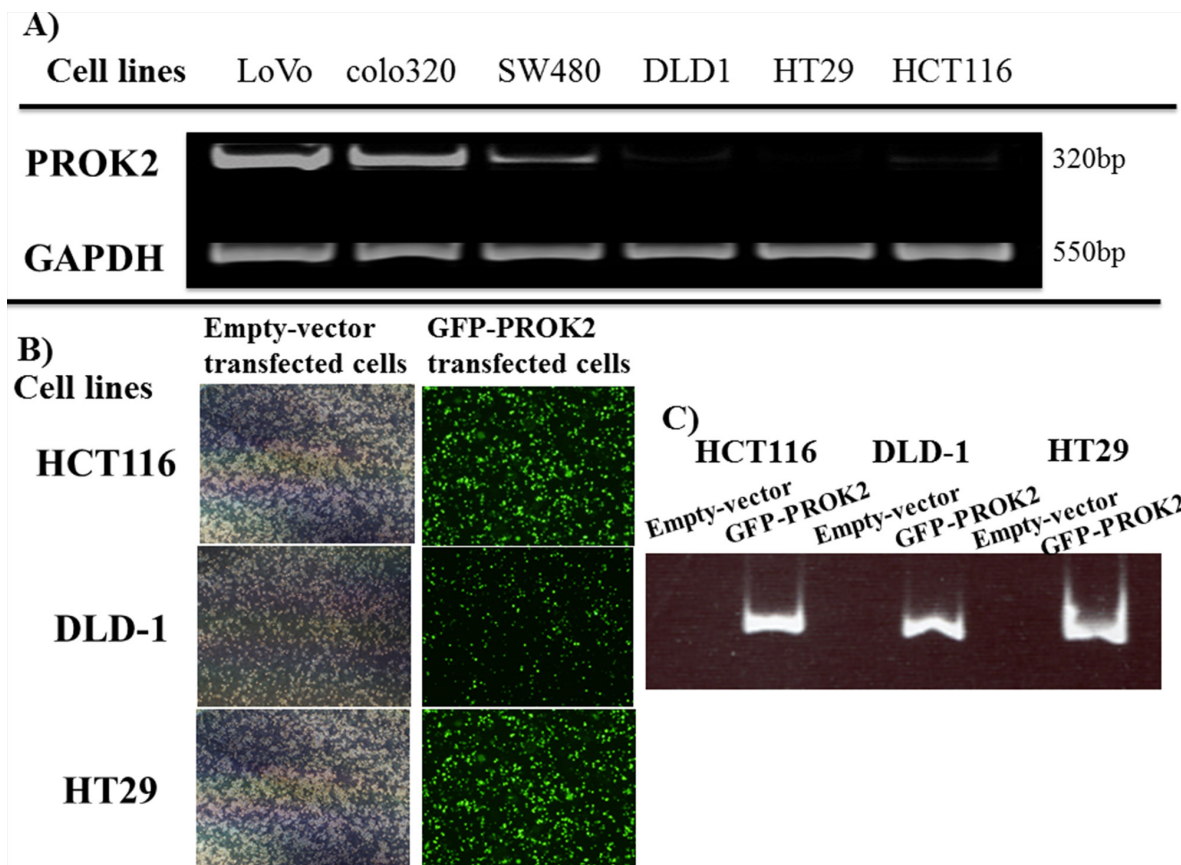 A)
Cell lines LoVo colo320 SW480 DLD1 HT29 HCT116
PROK2 320bp
GAPDH 550bp
B)
Cell lines
Empty-vector
transfected cells
GFP-PROK2
transfected cells
HCT116
DLD-1
HT29
C)
HCT116 DLD-1 HT29
Empty-vector GFP-PROK2 Empty-vector GFP-PROK2 Empty-vector GFP-PROK2